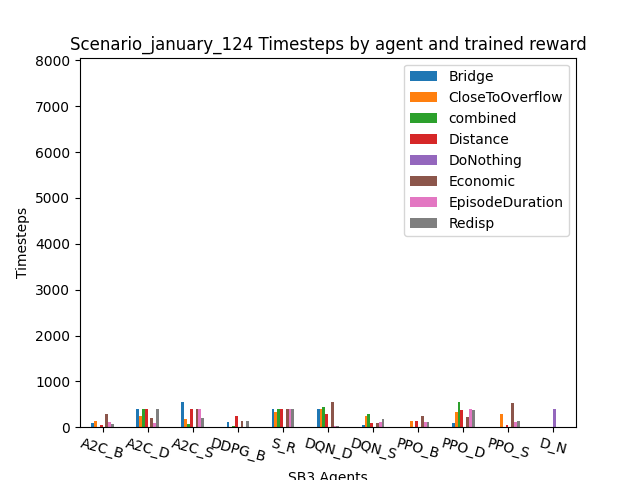 Scenario_january_124 Timesteps by agent and trained reward
8000
7000
6000
5000
4000
3000
2000
1000
0
Timesteps
Bridge
CloseToOverflow
combined
Distance
DoNothing
Economic
EpisodeDuration
Redisp
A2C_B
A2C_D
A2C_S
DDPG_B
S_R
DQN_D
DQN_S
PPO_B
PPO_D
PPO_S
D_N
SB3 Agents